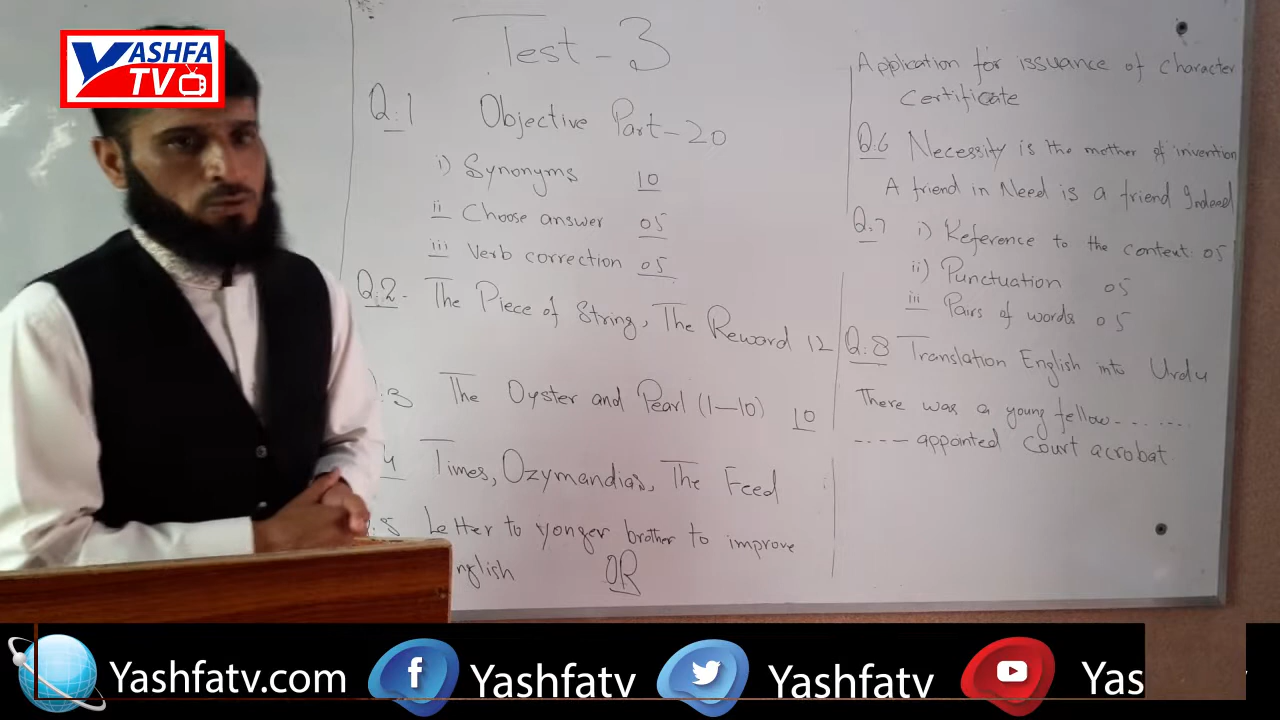 YASHFA
TV
Test - 3
Q:1 Objective Part - 20
i) Synonyms 10
ii Choose answer 05
iii Verb correction 05
Q:2- The Piece of String, The Reward 12
:3 The Oyster and Pearl (1-10) 10
4 Times, Ozymandias, The Feed
.5 Letter to yonger brother to improve
nglish OR
Application for issuance of character
Certificate
Q.6 Necessity is the mother of invention
A friend in Need is a friend Indeed
Q.7 i) Reference to the content: 05
ii) Punctuation 05
iii Pairs of words 05
Q:8 Translation English into Urdu
There was a young fellow.......
---- appointed Court acrobat.
Yashfatv.com f Yashfatv Yashfatv Yas